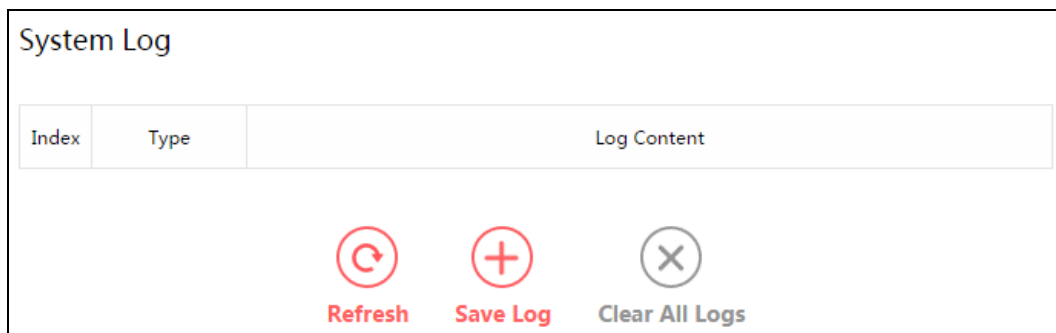 System Log
Index Type Log Content
Refresh Save Log Clear All Logs